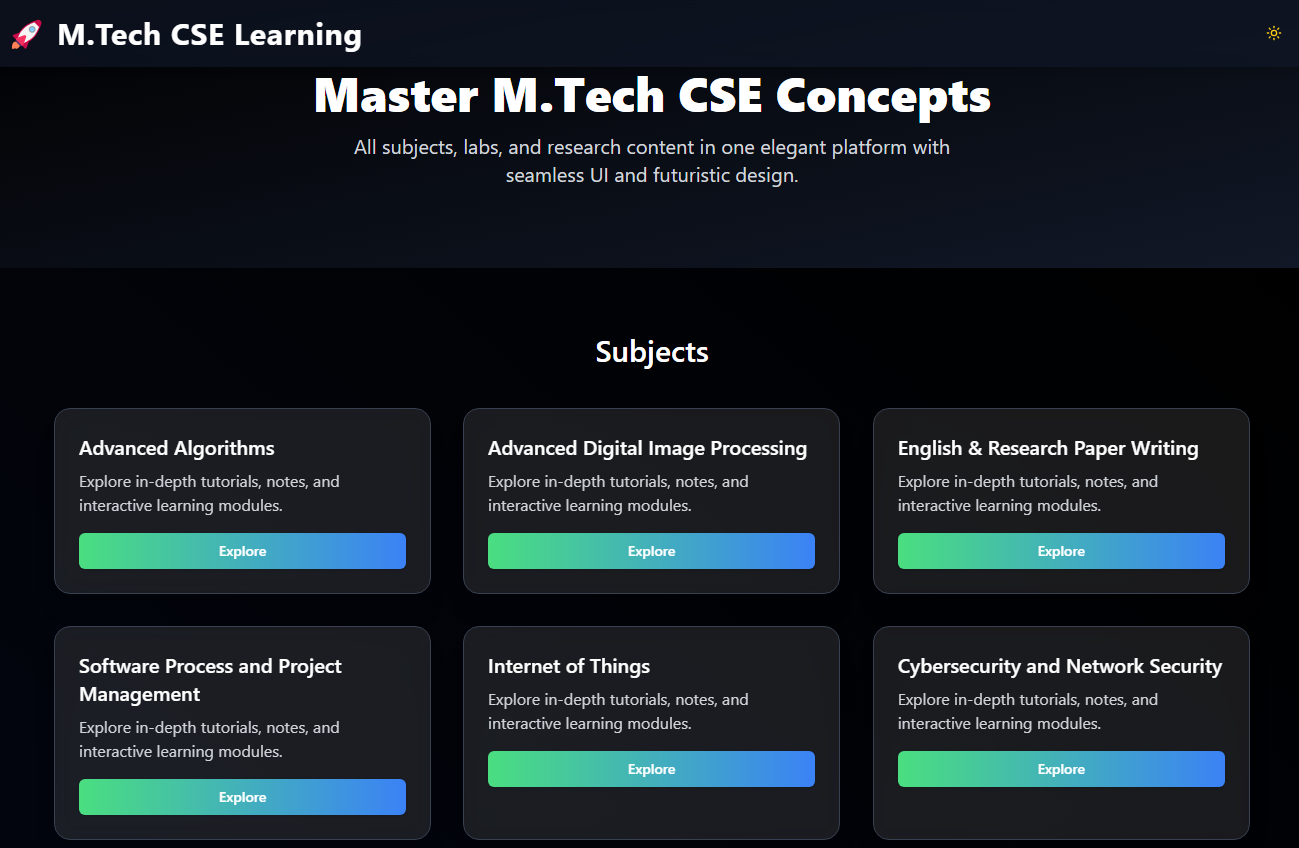 M.Tech CSE Learning
Master M.Tech CSE Concepts
All subjects, labs, and research content in one elegant platform with
seamless UI and futuristic design.
Subjects
Advanced Algorithms
Explore in-depth tutorials, notes, and
interactive learning modules.
Explore
Advanced Digital Image Processing
Explore in-depth tutorials, notes, and
interactive learning modules.
Explore
English & Research Paper Writing
Explore in-depth tutorials, notes, and
interactive learning modules.
Explore
Software Process and Project
Management
Explore in-depth tutorials, notes, and
interactive learning modules.
Explore
Internet of Things
Explore in-depth tutorials, notes, and
interactive learning modules.
Explore
Cybersecurity and Network Security
Explore in-depth tutorials, notes, and
interactive learning modules.
Explore